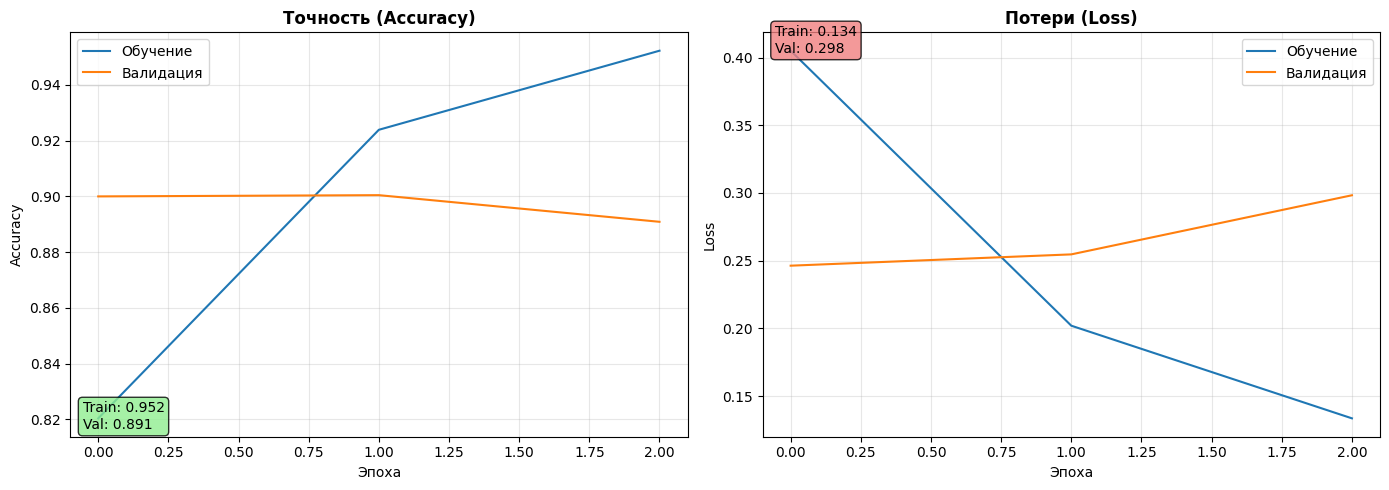 Точность (Accuracy)
Обучение
Валидация
Accuracy
0.94
0.92
0.90
0.88
0.86
0.84
0.82
Train: 0.952
Val: 0.891
0.00 0.25 0.50 0.75 1.00 1.25 1.50 1.75 2.00
Эпоха
Потери (Loss)
Train: 0.134
Val: 0.298
Обучение
Валидация
Loss
0.40
0.35
0.30
0.25
0.20
0.15
0.00 0.25 0.50 0.75 1.00 1.25 1.50 1.75 2.00
Эпоха